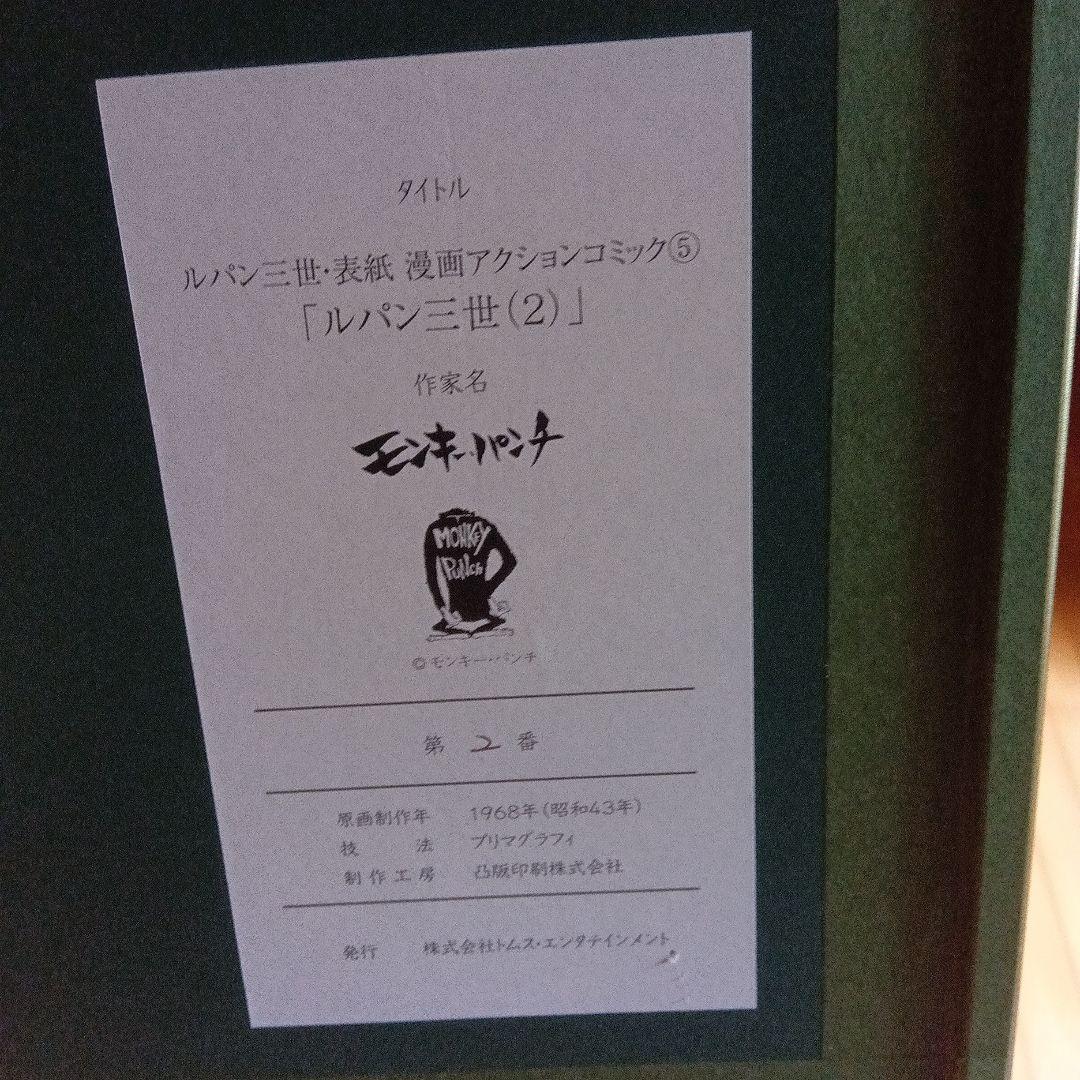 タイトル
ルパン三世・表紙 漫画アクションコミック⑤
「ルパン三世(2)」
作家名
モンキー・パンチ
MONKEY
PUNch
©モンキー・パンチ
第 2 番
原画制作年 1968年(昭和43年)
技 法 プリマグラフィ
制作工房 凸版印刷株式会社
発行 株式会社トムス・エンタテインメント